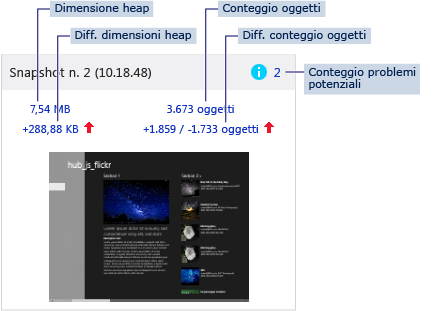 Dimensione heap
Conteggio oggetti
Diff. dimensioni heap
Diff. conteggio oggetti
Snapshot n. 2 (10.18.48)
2
Conteggio problemi
potenziali
7,54 MB
3.673 oggetti
+288,88 KB
+1.859 / -1.733 oggetti
hub_js_flickr
Section 1
Section 2